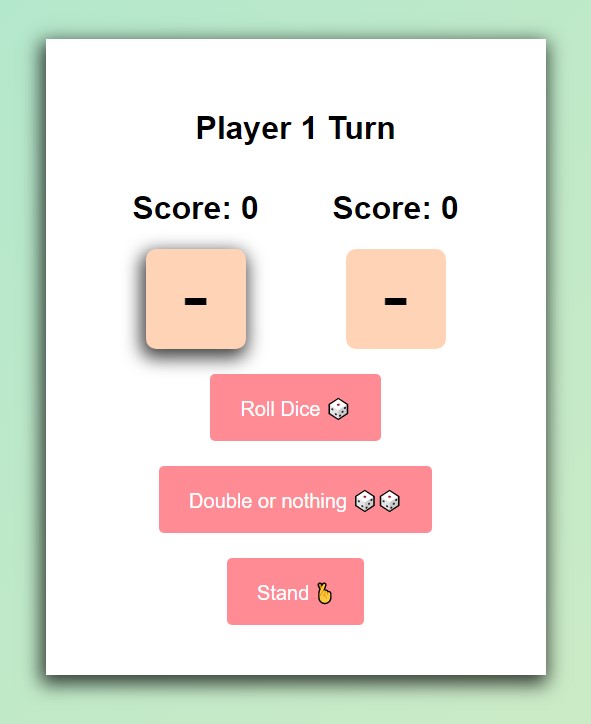 Player 1 Turn
Score: 0 Score: 0
- -
Roll Dice 🎲
Double or nothing 🎲🎲
Stand 🫰